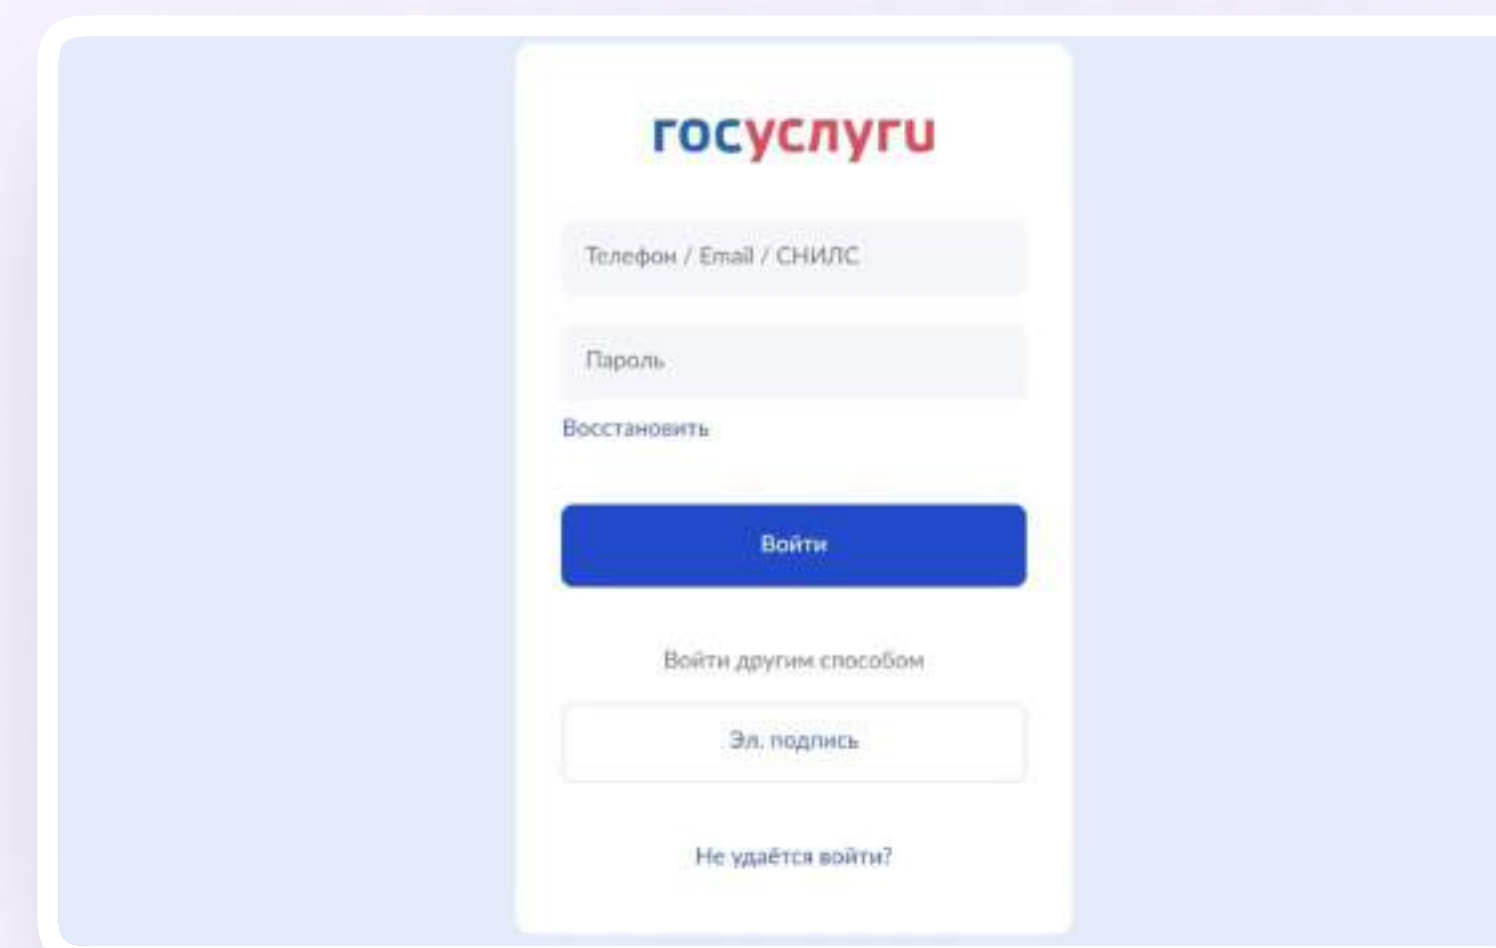 госуслуги
Телефон / Email / СНИЛС
Пароль
Восстановить
Войти
Войти другим способом
Эл. подпись
Не удаётся войти?